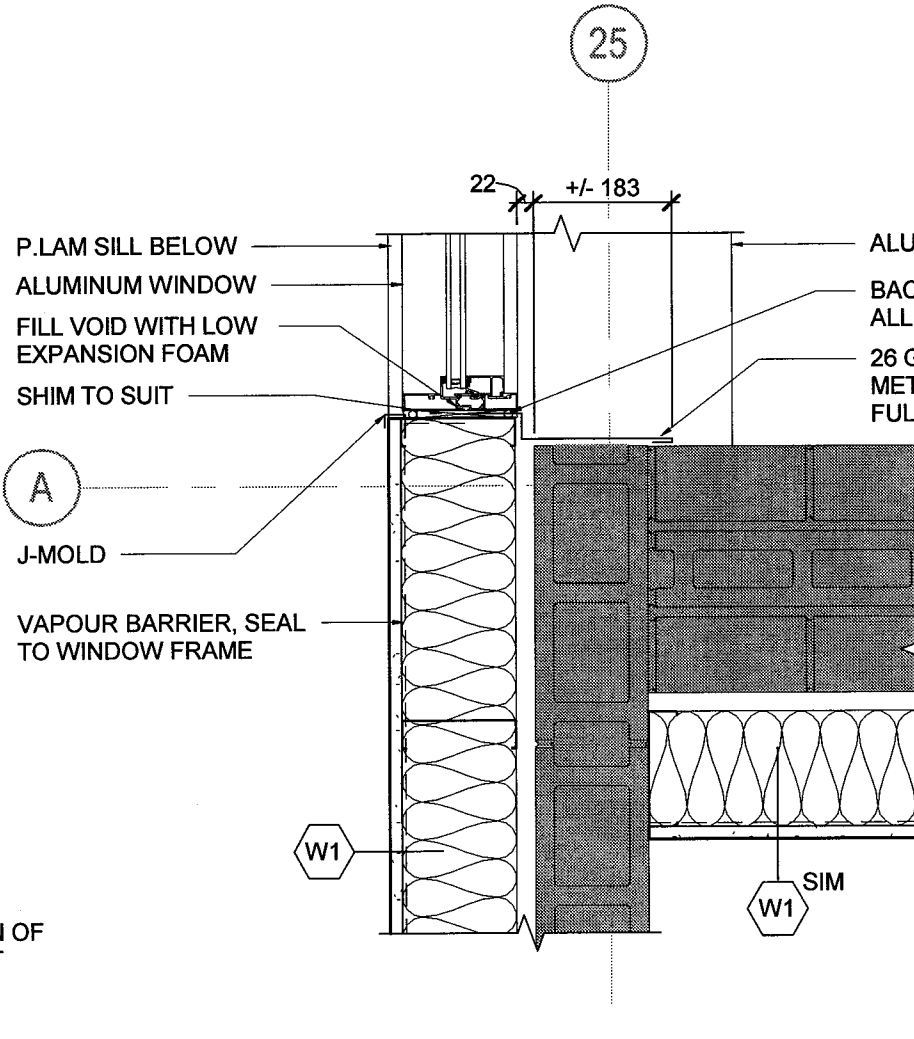 25
22
+/- 183
P.LAM SILL BELOW
ALUMINUM WINDOW
FILL VOID WITH LOW
EXPANSION FOAM
SHIM TO SUIT
A
J-MOLD
VAPOUR BARRIER, SEAL
TO WINDOW FRAME
ALU
BAC
ALL
26 G
MET
FUL
W1
W1
SIM
OF